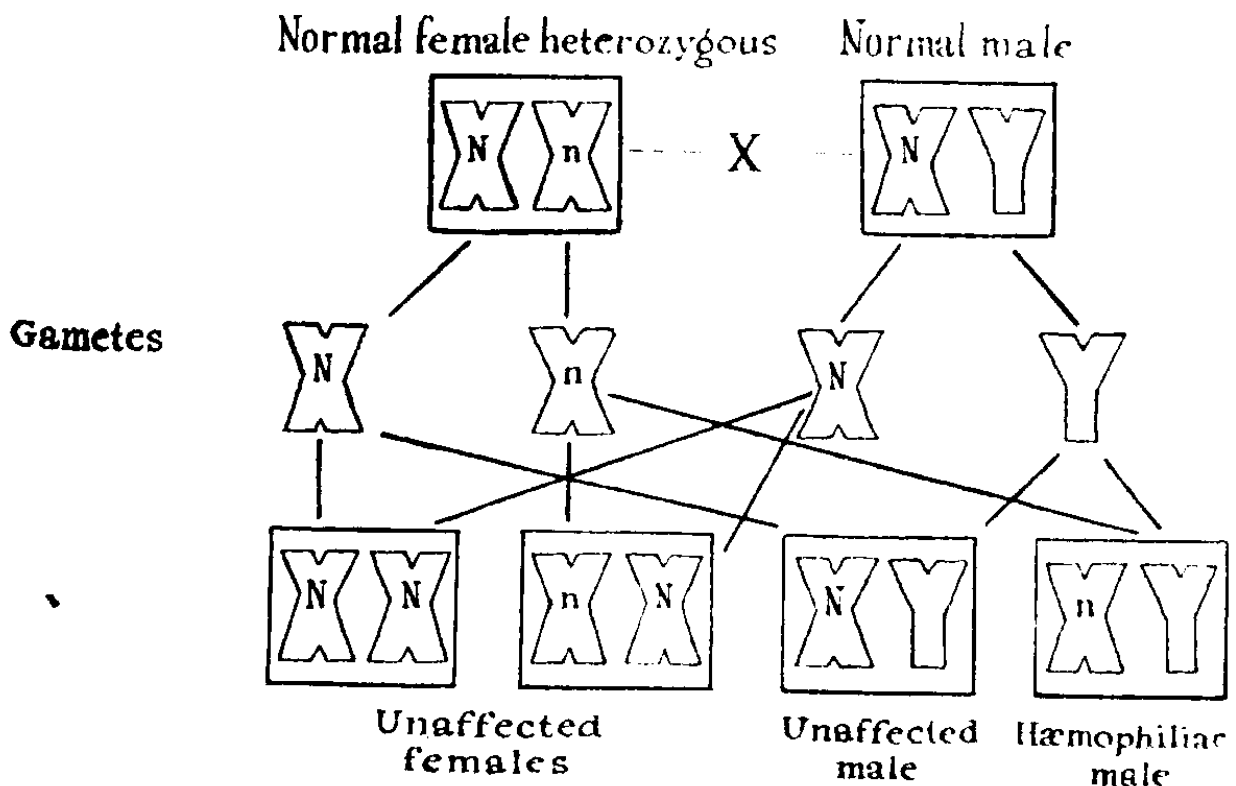 Normal female heterozygous Normal male
N n X N Y
Gametes
N n N Y
N N n N N Y n Y
Unaffected females
Unaffected male
Hæmophiliac male